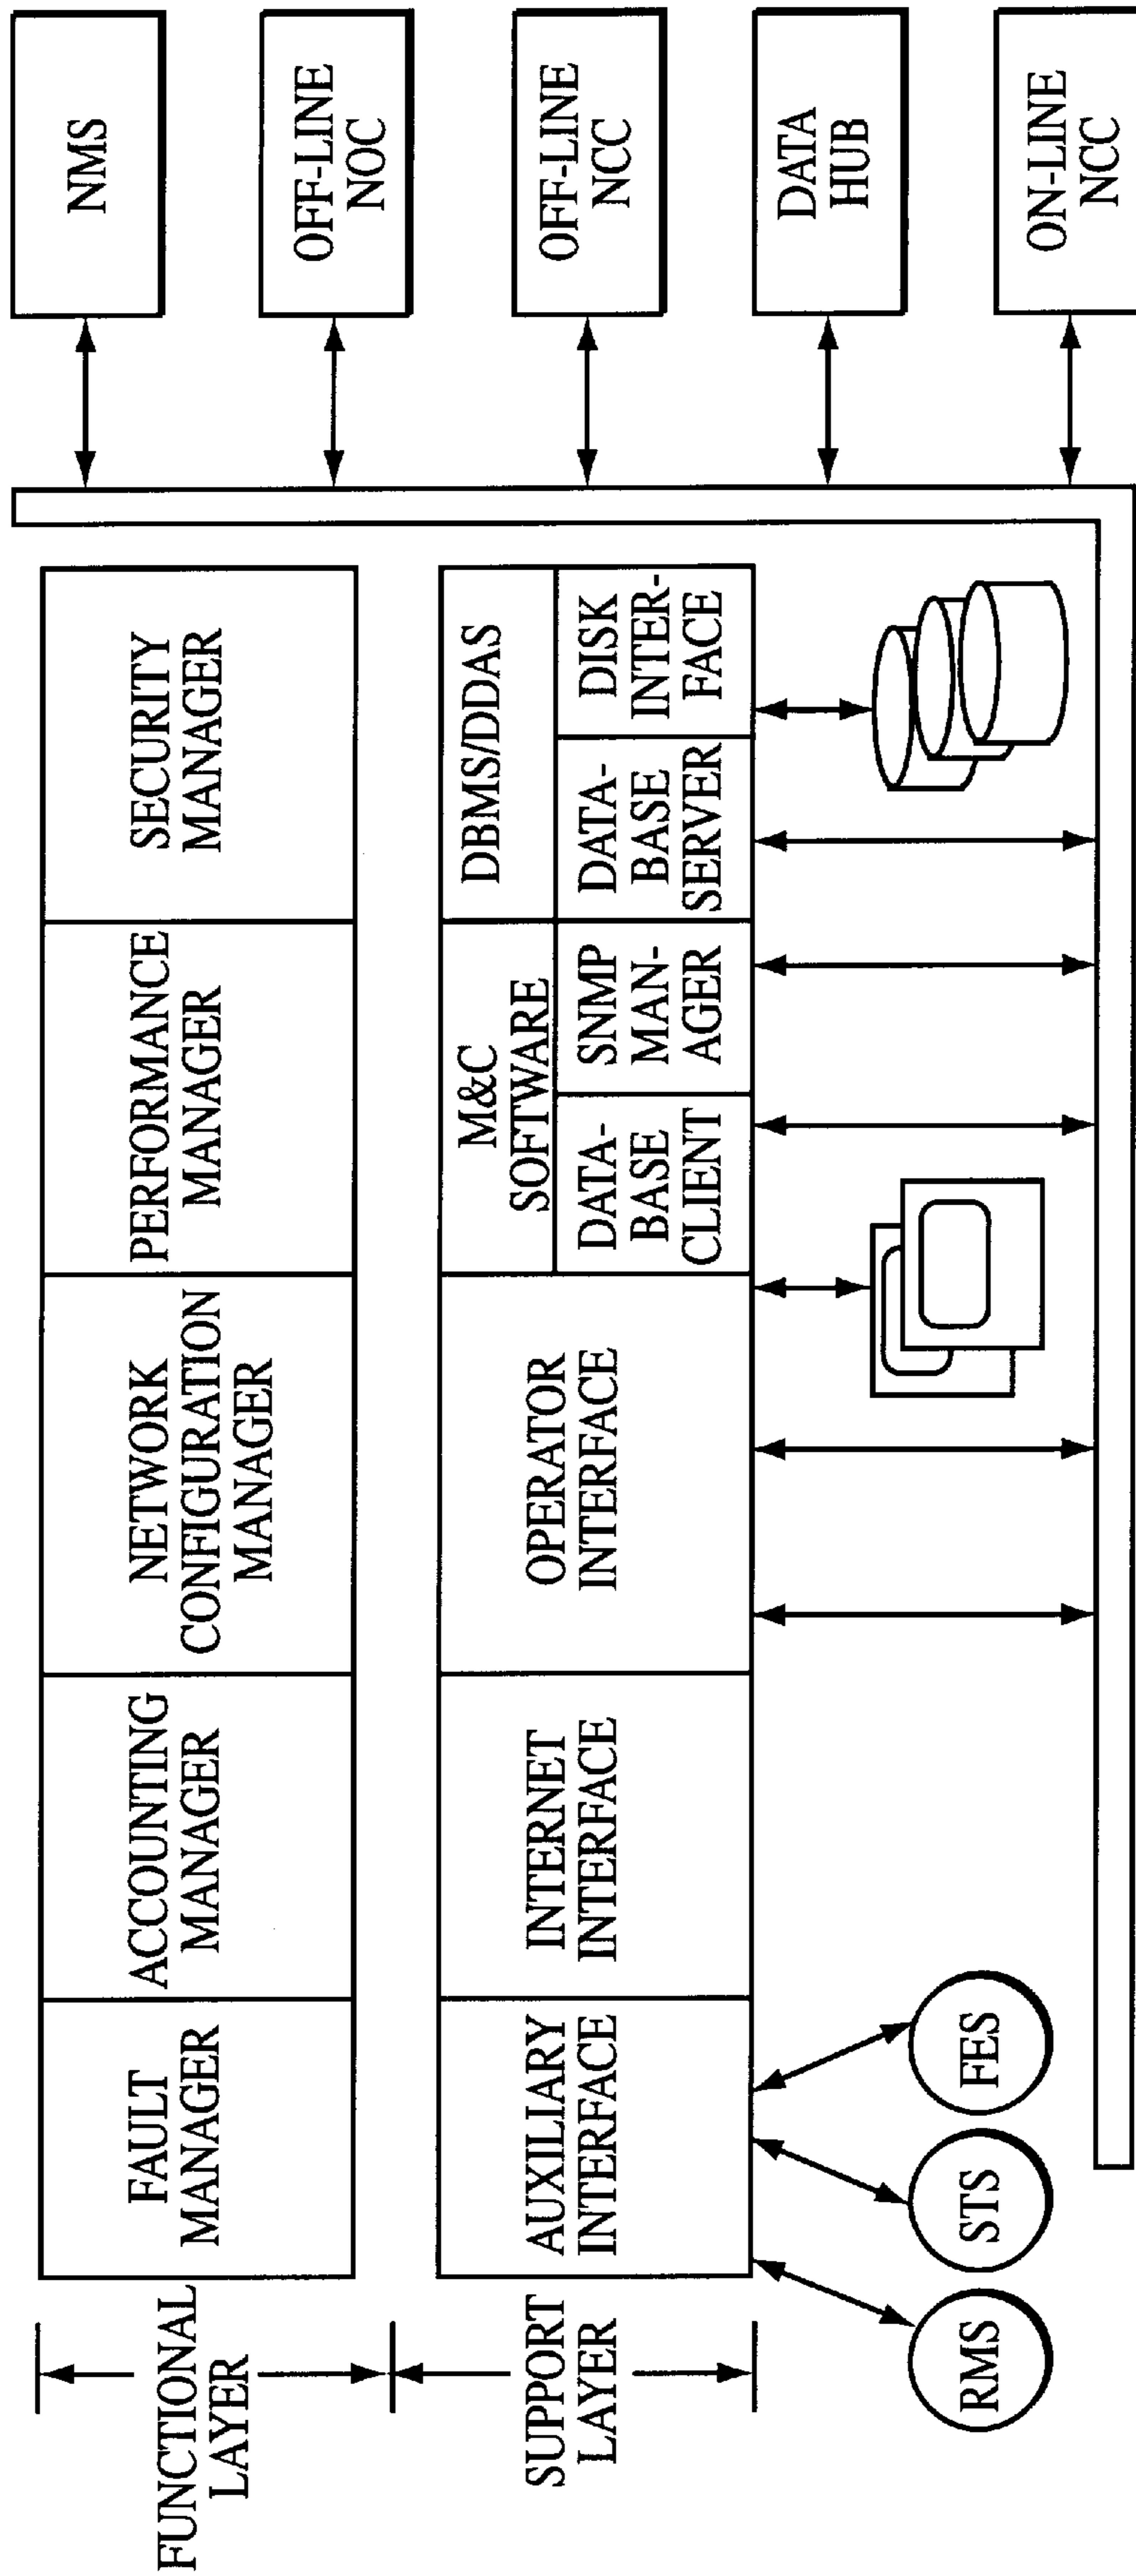 FUNCTIONAL
LAYER
FAULT
MANAGER
ACCOUNTING
MANAGER
NETWORK
CONFIGURATION
MANAGER
PERFORMANCE
MANAGER
SECURITY
MANAGER
SUPPORT
LAYER
AUXILIARY
INTERFACE
INTERNET
INTERFACE
OPERATOR
INTERFACE
M&C
SOFTWARE
DATA-
BASE
CLIENT
SNMP
MAN-
AGER
DBMS/DDAS
DATA-
BASE
SERVER
DISK
INTER-
FACE
RMS
STS
FES
NMS
OFF-LINE
NOC
OFF-LINE
NCC
DATA
HUB
ON-LINE
NCC